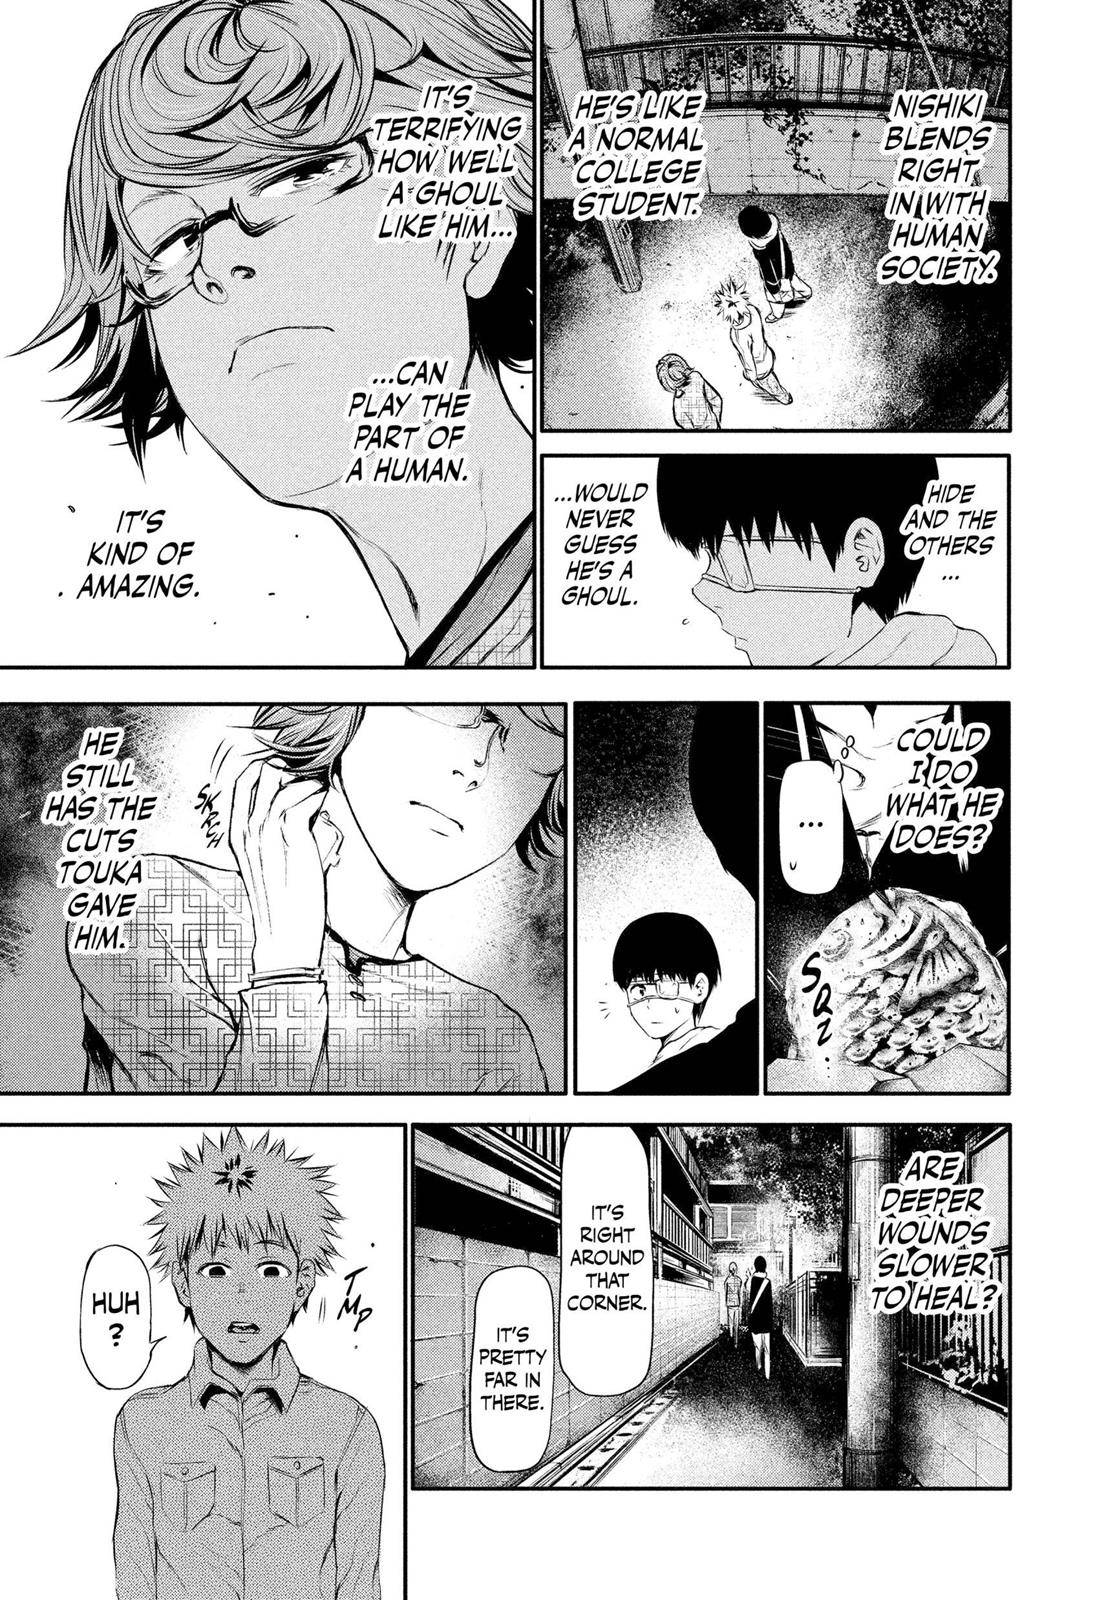 NISHIKI
BLENDS
RIGHT
IN WITH
HUMAN
SOCIETY.
HE'S LIKE
A NORMAL
COLLEGE
STUDENT.
IT'S
TERRIFYING
HOW WELL
A GHOUL
LIKE HIM...
...CAN
PLAY THE
PART OF
A HUMAN.
IT'S
KIND OF
AMAZING.
HIDE
AND THE
OTHERS
...
...WOULD
NEVER
GUESS
HE'S A
GHOUL.
COULD
I DO
WHAT HE
DOES?
...
SQZ..
HE
STILL
HAS THE
CUTS
TOUKA
GAVE
HIM.
SKRCH
ARE
DEEPER
WOUNDS
SLOWER
TO HEAL?
IT'S
RIGHT
AROUND
THAT
CORNER.
IT'S
PRETTY
FAR IN
THERE.
TMP
HUH
?